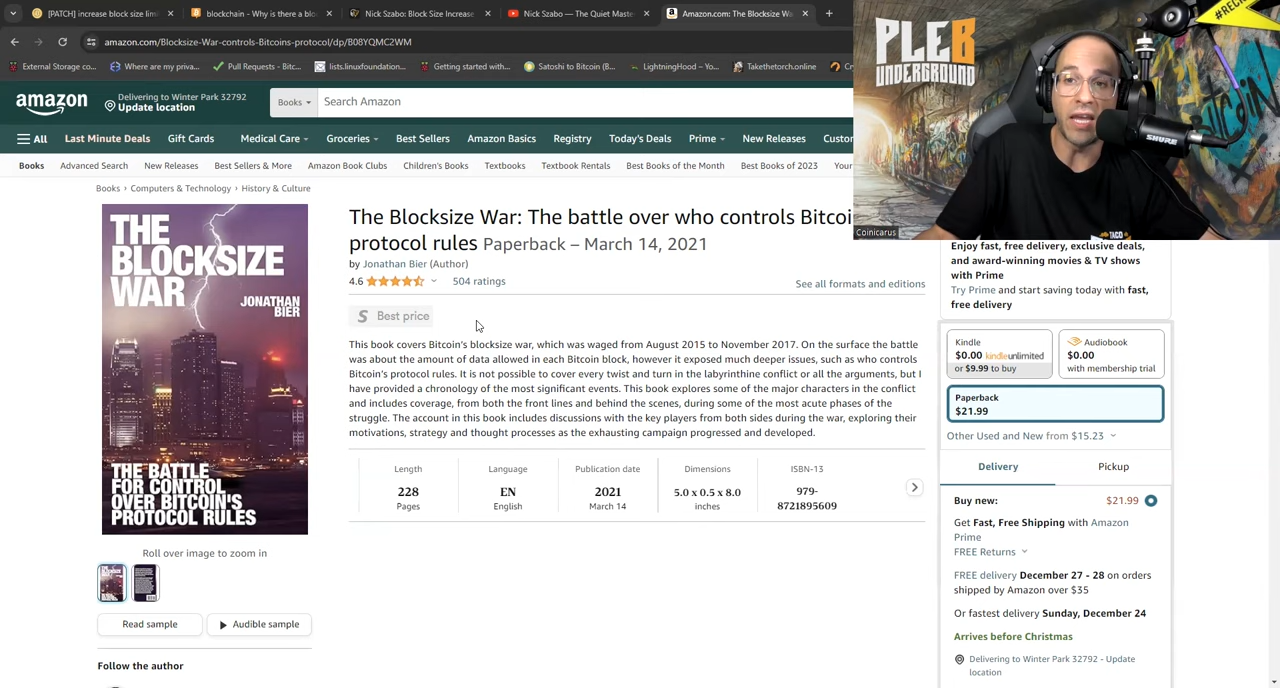 [PATCH] increase block size limi
blockchain - Why is there a blo
Nick Szabo: Block Size Increase
Nick Szabo — The Quiet Maste
Amazon.com: The Blocksize W
amazon.com/Blocksize-War-controls-Bitcoins-protocol/dp/B08YQMC2WM
External Storage co...
Where are my priva...
Pull Requests - Bitc...
lists.linuxfoundation...
Getting started with...
Satoshi to Bitcoin (B...
LightningHood – Yo...
Takethetorch.online
PLEB
UNDERGROUND
SHURE
TACO
Coinicarus
amazon
Delivering to Winter Park 32792
Update location
Books
Search Amazon
All
Last Minute Deals
Gift Cards
Medical Care
Groceries
Best Sellers
Amazon Basics
Registry
Today's Deals
Prime
New Releases
Custom
Books
Advanced Search
New Releases
Best Sellers & More
Amazon Book Clubs
Children's Books
Textbooks
Textbook Rentals
Best Books of the Month
Best Books of 2023
Your
Books › Computers & Technology › History & Culture
THE
BLOCKSIZE
WAR
JONATHAN
BIER
THE BATTLE
FOR CONTROL
OVER BITCOIN'S
PROTOCOL RULES
Roll over image to zoom in
Read sample
Audible sample
Follow the author
The Blocksize War: The battle over who controls Bitcoi
protocol rules Paperback – March 14, 2021
by Jonathan Bier (Author)
4.6
504 ratings
See all formats and editions
S Best price
This book covers Bitcoin's blocksize war, which was waged from August 2015 to November 2017. On the surface the battle
was about the amount of data allowed in each Bitcoin block, however it exposed much deeper issues, such as who controls
Bitcoin's protocol rules. It is not possible to cover every twist and turn in the labyrinthine conflict or all the arguments, but I
have provided a chronology of the most significant events. This book explores some of the major characters in the conflict
and includes coverage, from both the front lines and behind the scenes, during some of the most acute phases of the
struggle. The account in this book includes discussions with the key players from both sides during the war, exploring their
motivations, strategy and thought processes as the exhausting campaign progressed and developed.
Length
228
Pages
Language
EN
English
Publication date
2021
March 14
Dimensions
5.0 x 0.5 x 8.0
inches
ISBN-13
979-
8721895609
Enjoy fast, free delivery, exclusive deals,
and award-winning movies & TV shows
with Prime
Try Prime and start saving today with fast,
free delivery
Kindle
$0.00 kindleunlimited
or $9.99 to buy
Audiobook
$0.00
with membership trial
Paperback
$21.99
Other Used and New from $15.23
Delivery
Pickup
Buy new:
$21.99
Get Fast, Free Shipping with Amazon
Prime
FREE Returns
FREE delivery December 27 - 28 on orders
shipped by Amazon over $35
Or fastest delivery Sunday, December 24
Arrives before Christmas
Delivering to Winter Park 32792 - Update
location